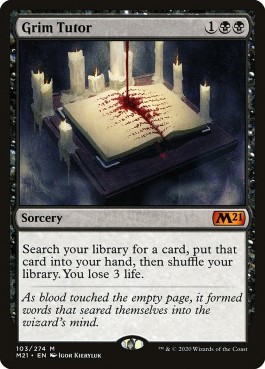 Grim Tutor 1
Sorcery M21
Search your library for a card, put that
card into your hand, then shuffle
your library. You lose 3 life.
As blood touched the empty page, it formed
words that seared themselves into the
wizard's mind.
103/274 M
M21 • EN Igor Kieryluk ™ & © 2020 Wizards of the Coast